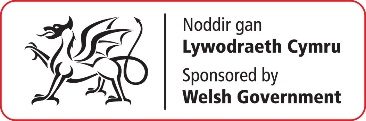 Noddir gan
Lywodraeth Cymru
Sponsored by
Welsh Government